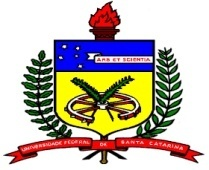 ARS ET SCIENTIA
UNIVERSIDADE FEDERAL DE SANTA CATARINA